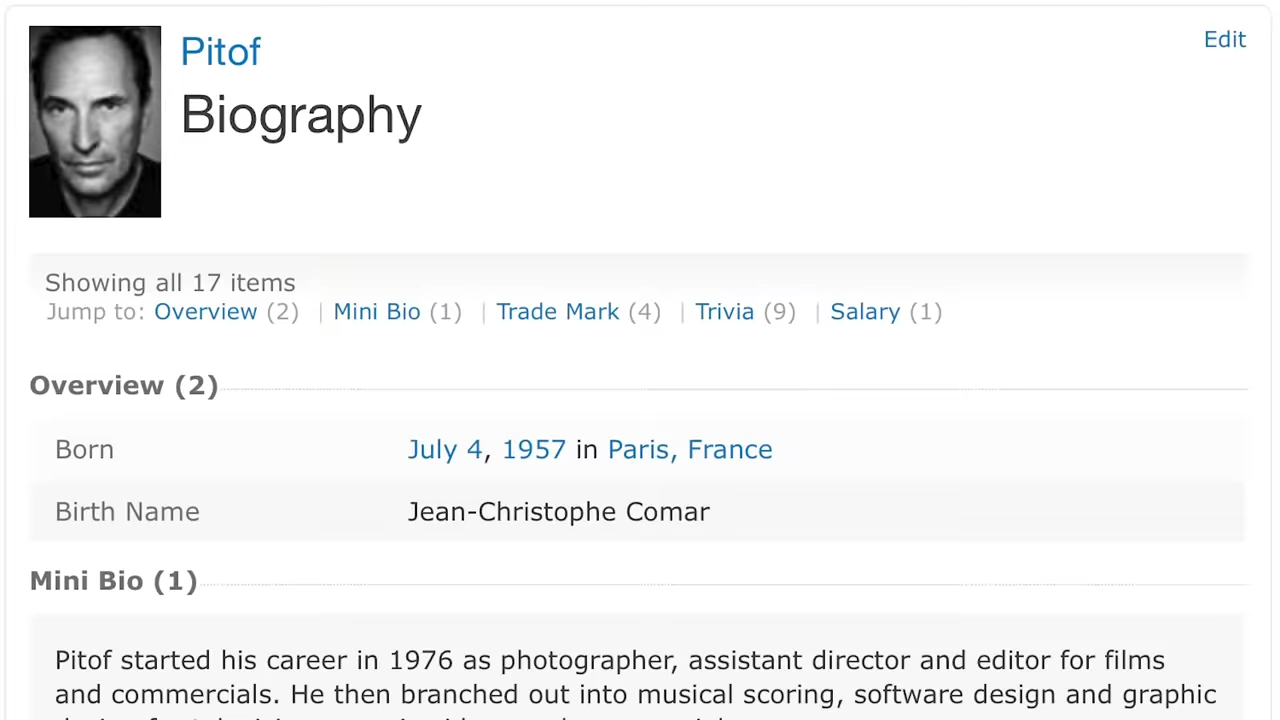 Pitof
Edit
Biography
Showing all 17 items
Jump to: Overview (2) | Mini Bio (1) | Trade Mark (4) | Trivia (9) | Salary (1)
Overview (2)
Born July 4, 1957 in Paris, France
Birth Name Jean-Christophe Comar
Mini Bio (1)
Pitof started his career in 1976 as photographer, assistant director and editor for films
and commercials. He then branched out into musical scoring, software design and graphic